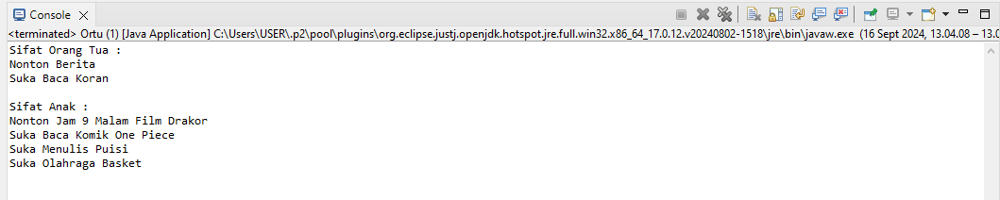 Console
<terminated> Ortu (1) [Java Application] C:\Users\USER\.p2\pool\plugins\org.eclipse.justj.openjdk.hotspot.jre.full.win32.x86_64_17.0.12.v20240802-1518\jre\bin\javaw.exe (16 Sept 2024, 13.04.08 – 13.0
Sifat Orang Tua :
Nonton Berita
Suka Baca Koran
Sifat Anak :
Nonton Jam 9 Malam Film Drakor
Suka Baca Komik One Piece
Suka Menulis Puisi
Suka Olahraga Basket